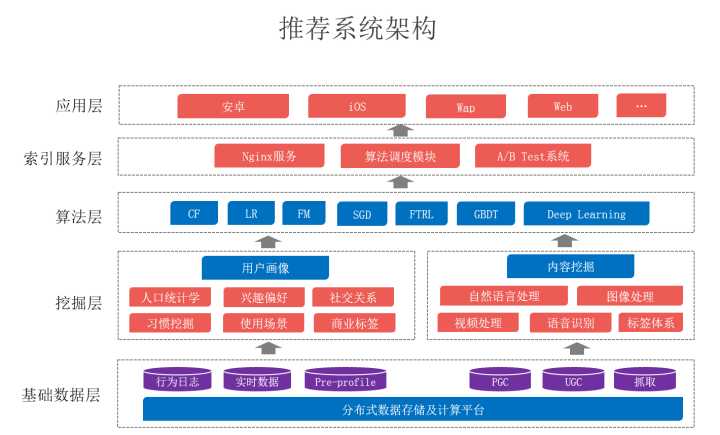 推荐系统架构
应用层
安卓 iOS Wap Web ...
索引服务层
Nginx服务 算法调度模块 A/B Test系统
算法层
CF LR FM SGD FTRL GBDT Deep Learning
挖掘层
用户画像 内容挖掘
人口统计学 兴趣偏好 社交关系 自然语言处理 图像处理
习惯挖掘 使用场景 商业标签 视频处理 语音识别 标签体系
基础数据层
行为日志 实时数据 Pre-profile PGC UGC 抓取
分布式数据存储及计算平台